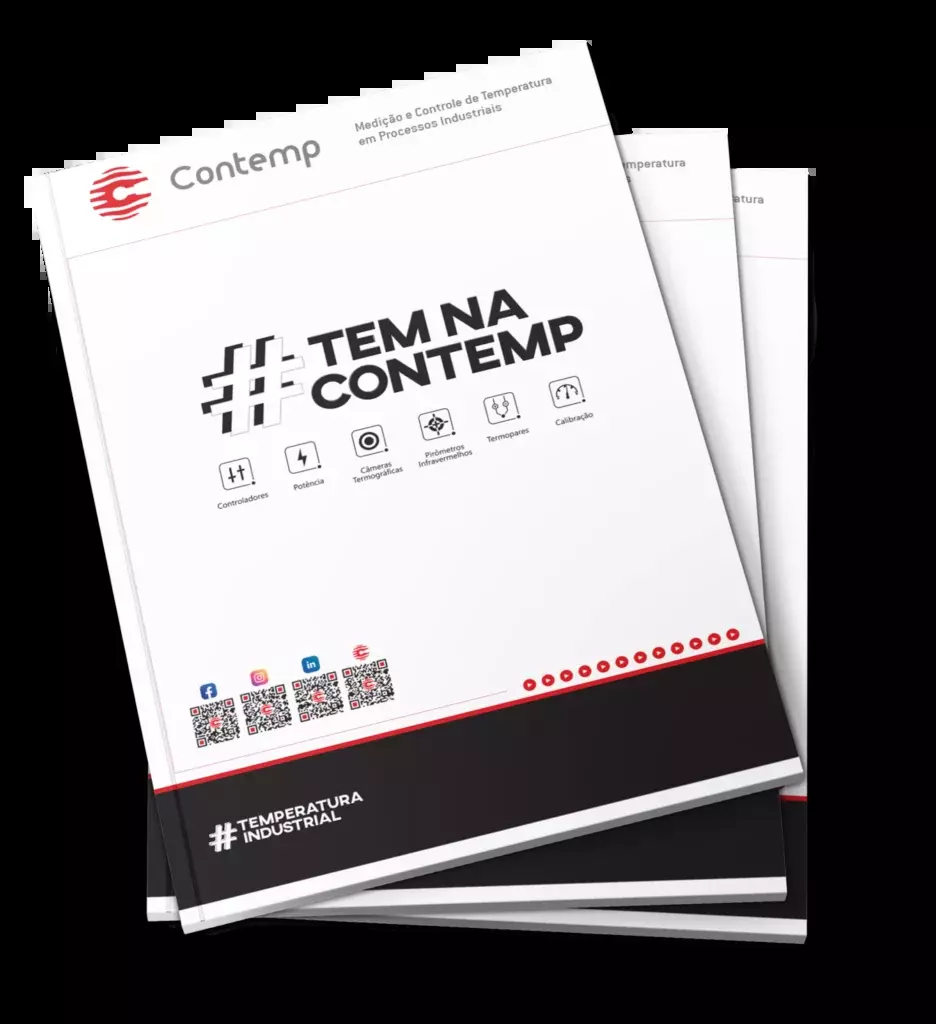 Contemp
Medição e Controle de Temperatura
em Processos Industriais
#TEM NA
CONTEMP
Controladores
Potência
Câmeras
Termográficas
Pirômetros
Infravermelhos
Termopares
Calibração
#TEMPERATURA
INDUSTRIAL
mperatura
s
atura